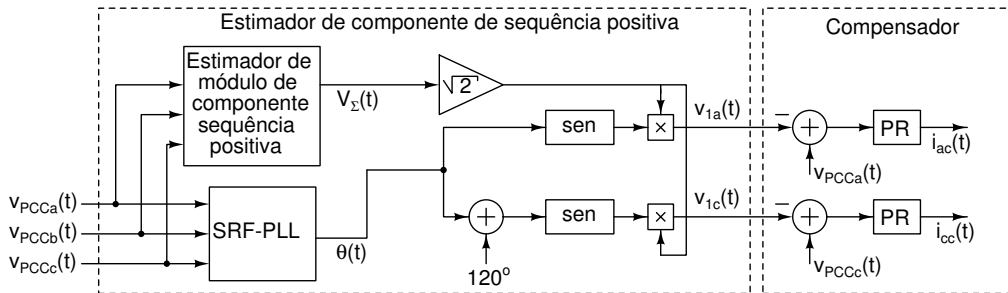 Estimador de componente de sequência positiva
Compensador
Estimador de
módulo de
componente
sequência
positiva
V_Σ(t)
√2
v_PCCa(t)
v_PCCb(t)
v_PCCc(t)
SRF-PLL
θ(t)
sen
×
v_1a(t)
−
+
PR
i_ac(t)
v_PCCa(t)
+
120º
sen
×
v_1c(t)
−
+
PR
i_cc(t)
v_PCCc(t)